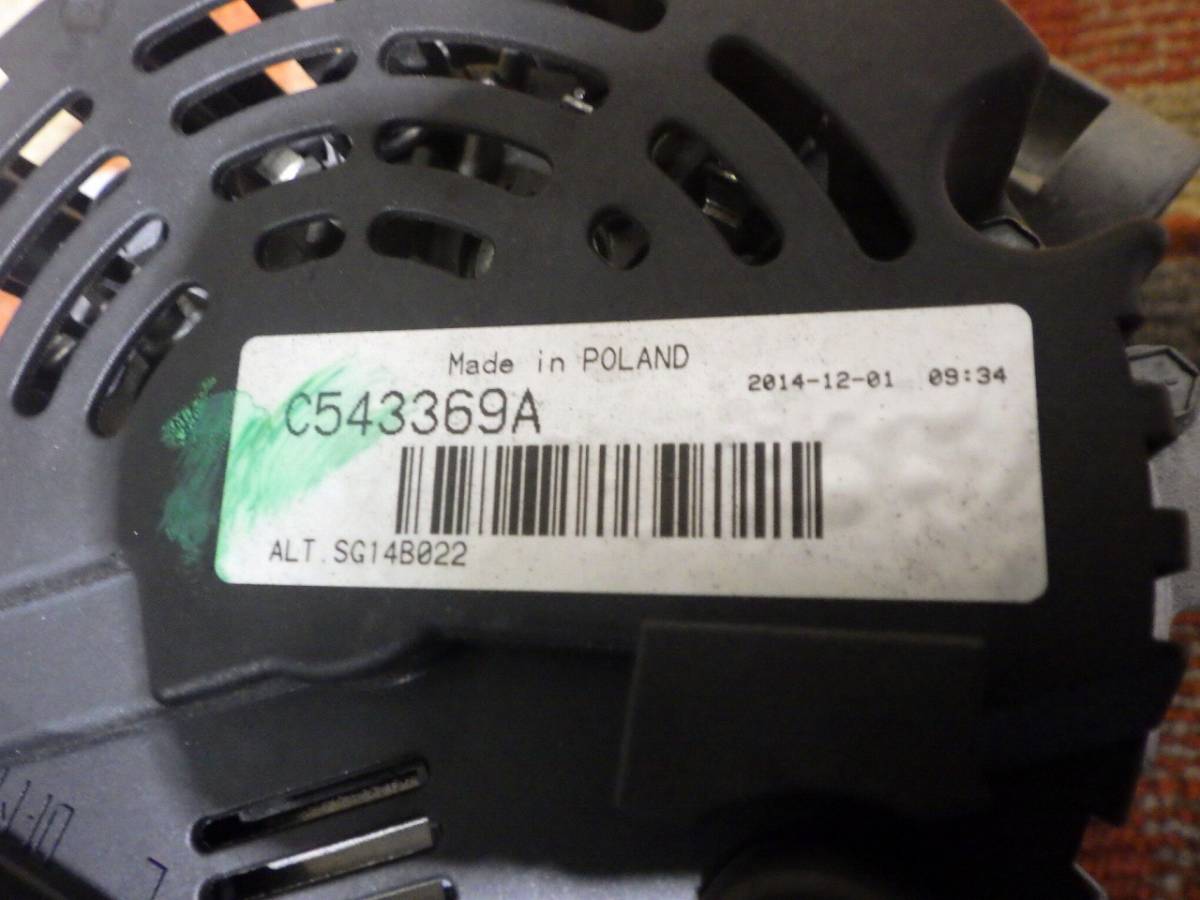 Made in POLAND
2014-12-01 09:34
C543369A
ALT.SG14B022